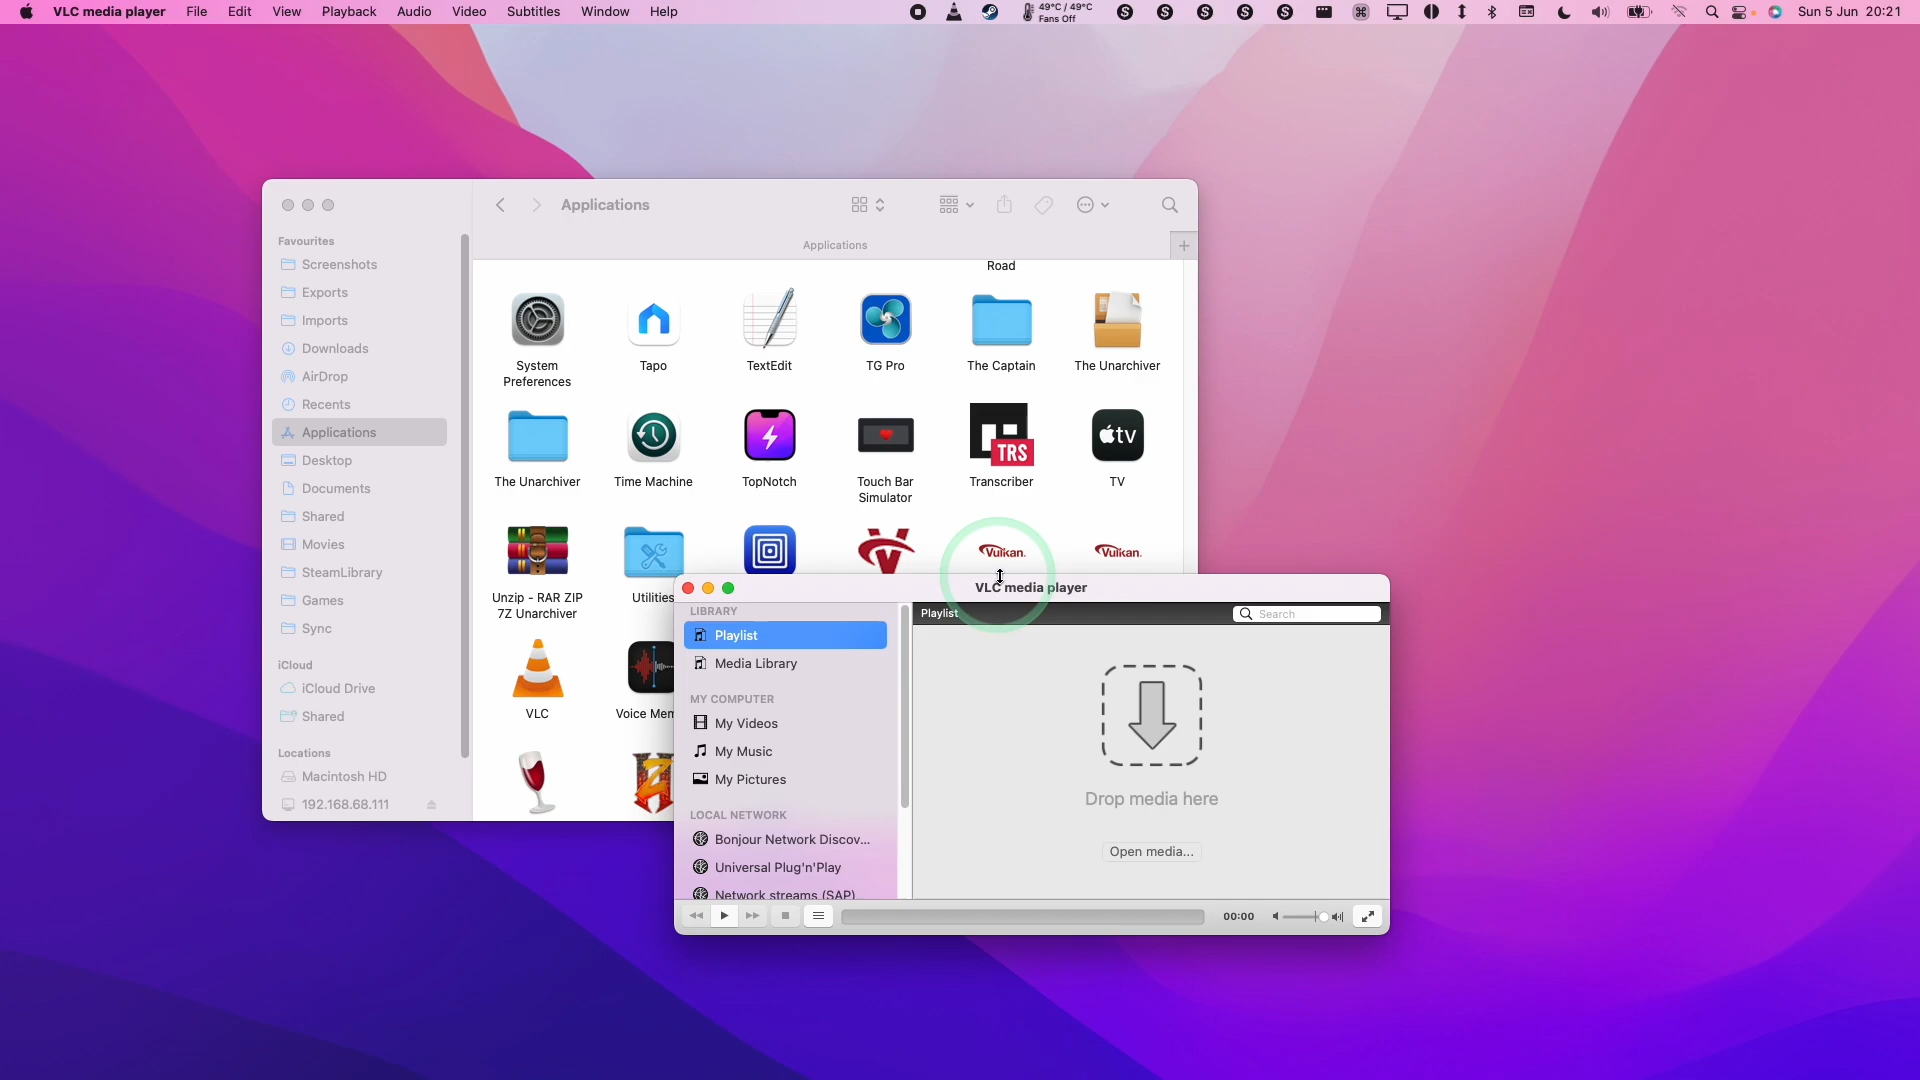 VLC media player File Edit View Playback Audio Video Subtitles Window Help
49°C / 49°C
Fans Off
Sun 5 Jun 20:21
Applications
Applications
Favourites
Screenshots
Exports
Imports
Downloads
AirDrop
Recents
Applications
Desktop
Documents
Shared
Movies
SteamLibrary
Games
Sync
iCloud
iCloud Drive
Shared
Locations
Macintosh HD
192.168.68.111
Road
System
Preferences
Tapo
TextEdit
TG Pro
The Captain
The Unarchiver
TRS
tv
The Unarchiver
Time Machine
TopNotch
Touch Bar
Simulator
Transcriber
TV
Vulkan.
Vulkan.
Unzip - RAR ZIP
7Z Unarchiver
Utilities
VLC
Voice Mem
VLC media player
LIBRARY
Playlist
Media Library
MY COMPUTER
My Videos
My Music
My Pictures
LOCAL NETWORK
Bonjour Network Discov...
Universal Plug'n'Play
Network streams (SAP)
Playlist
Search
Drop media here
Open media...
00:00